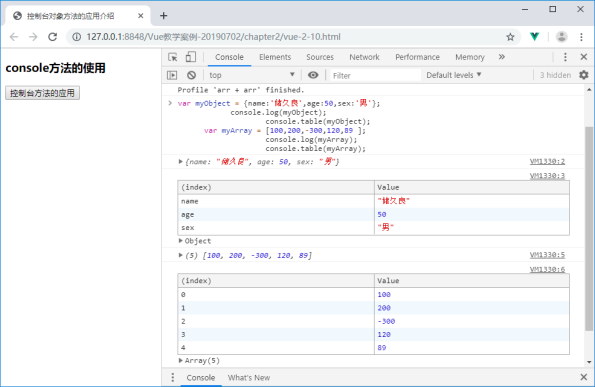 控制台对象方法的应用介绍
127.0.0.1:8848/Vue教学案例-20190702/chapter2/vue-2-10.html
console方法的使用
控制台方法的应用
Console Elements Sources Network Performance Memory
top Filter Default levels 3 hidden
Profile 'arr + arr' finished.
var myObject = {name:'储久良',age:50,sex:'男'};
console.log(myObject);
console.table(myObject);
var myArray = [100,200,-300,120,89 ];
console.log(myArray);
console.table(myArray);
{name: "储久良", age: 50, sex: "男"} VM1330:2
VM1330:3
(index) Value
name "储久良"
age 50
sex "男"
Object
(5) [100, 200, -300, 120, 89] VM1330:5
VM1330:6
(index) Value
0 100
1 200
2 -300
3 120
4 89
Array(5)
Console What's New